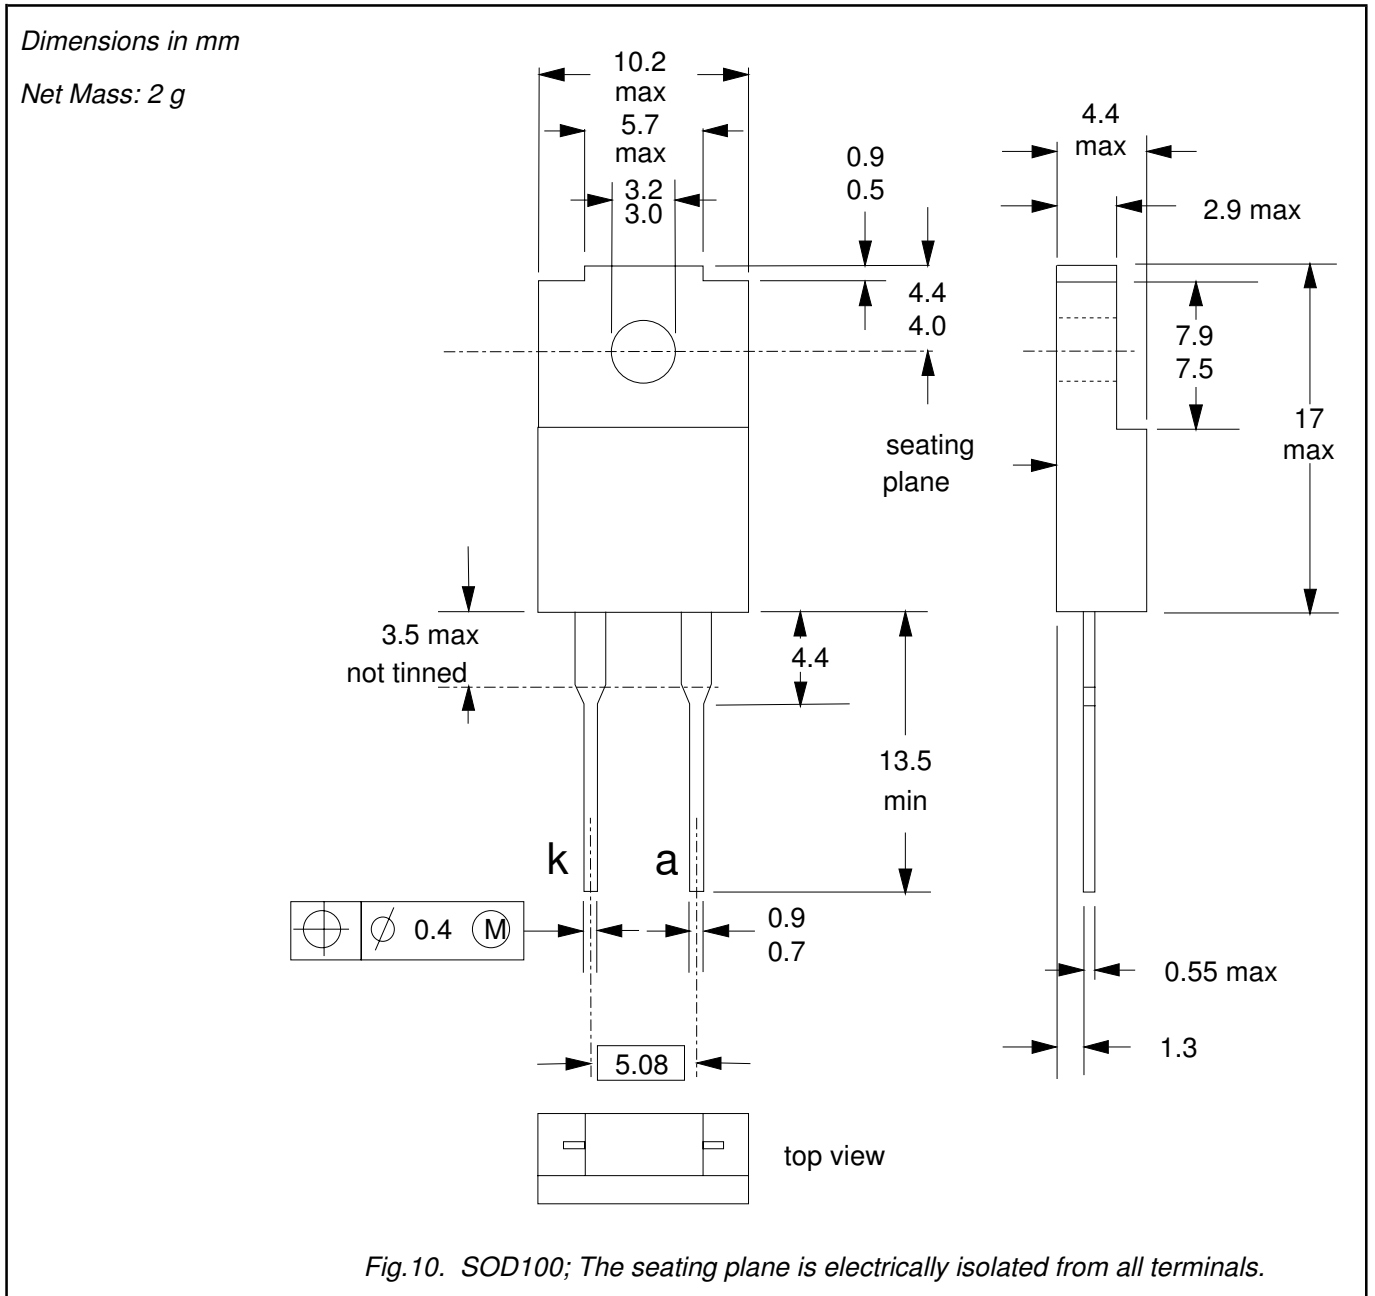 Dimensions in mm
Net Mass: 2 g
10.2
max
5.7
max
3.2
3.0
0.9
0.5
4.4
4.0
4.4
max
2.9 max
7.9
7.5
17
max
seating
plane
3.5 max
not tinned
4.4
13.5
min
k
a
0.4
M
0.9
0.7
0.55 max
5.08
1.3
top view
Fig.10. SOD100; The seating plane is electrically isolated from all terminals.